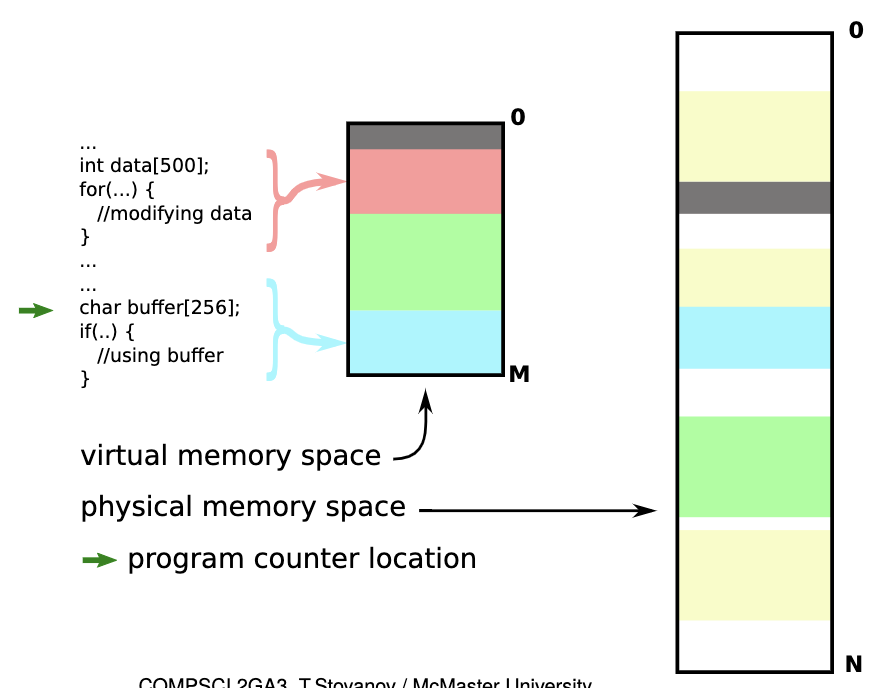 0
0
...
int data[500];
for(...) {
//modifying data
}
...
...
char buffer[256];
if(..) {
//using buffer
}
M
virtual memory space
physical memory space
program counter location
N
COMPSCI 2GA3, T.Stoyanov / McMaster University